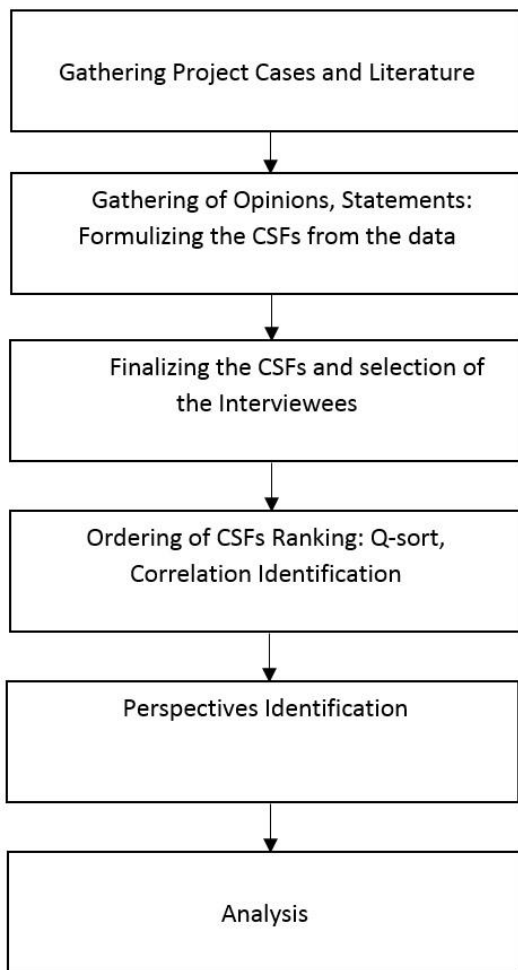 Gathering Project Cases and Literature
Gathering of Opinions, Statements:
Formulizing the CSFs from the data
Finalizing the CSFs and selection of
the Interviewees
Ordering of CSFs Ranking: Q-sort,
Correlation Identification
Perspectives Identification
Analysis